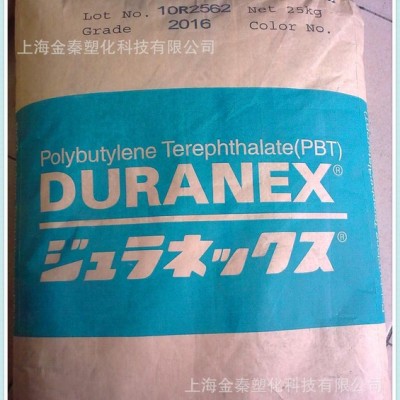 Lot No. 10R2562 Net 25kg
Grade 2016 Color No.
上海金秦塑化科技有限公司
Polybutylene Terephthalate(PBT)
DURANEX®
ジュラネックス®
上海金秦塑化科技有限公司